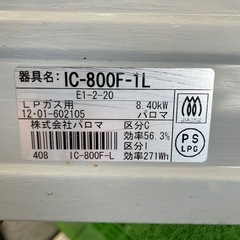 器具名: IC-800F-1L
E1-2-20
LPガス用 8.40kW
12·01-602105 パロマ
株式会社パロマ 区分C
効率56.3%
区分I
408 IC-800F-L 効率271Wh
JIA
PS
LPG